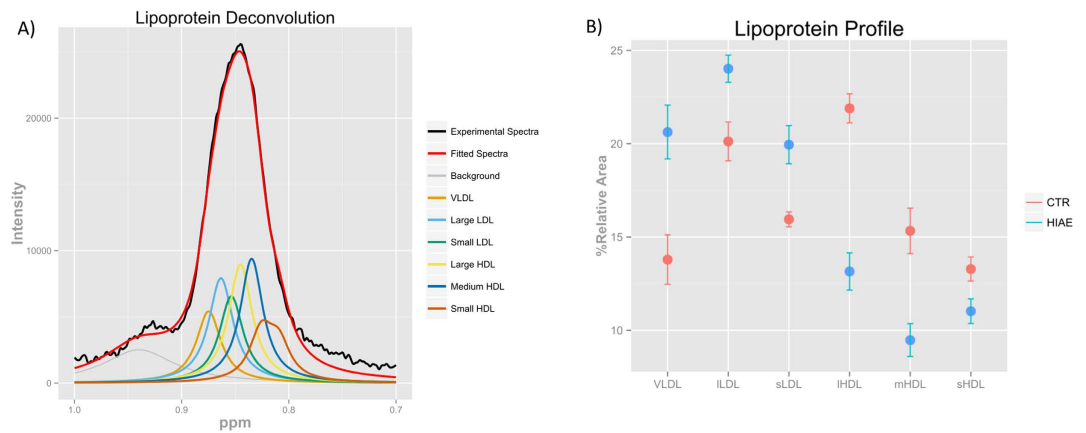 A)
Lipoprotein Deconvolution
Intensity
20000
10000
0
1.0 0.9 0.8 0.7
ppm
Experimental Spectra
Fitted Spectra
Background
VLDL
Large LDL
Small LDL
Large HDL
Medium HDL
Small HDL
B)
Lipoprotein Profile
%Relative Area
25
20
15
10
VLDL lLDL sLDL lHDL mHDL sHDL
CTR
HIAE